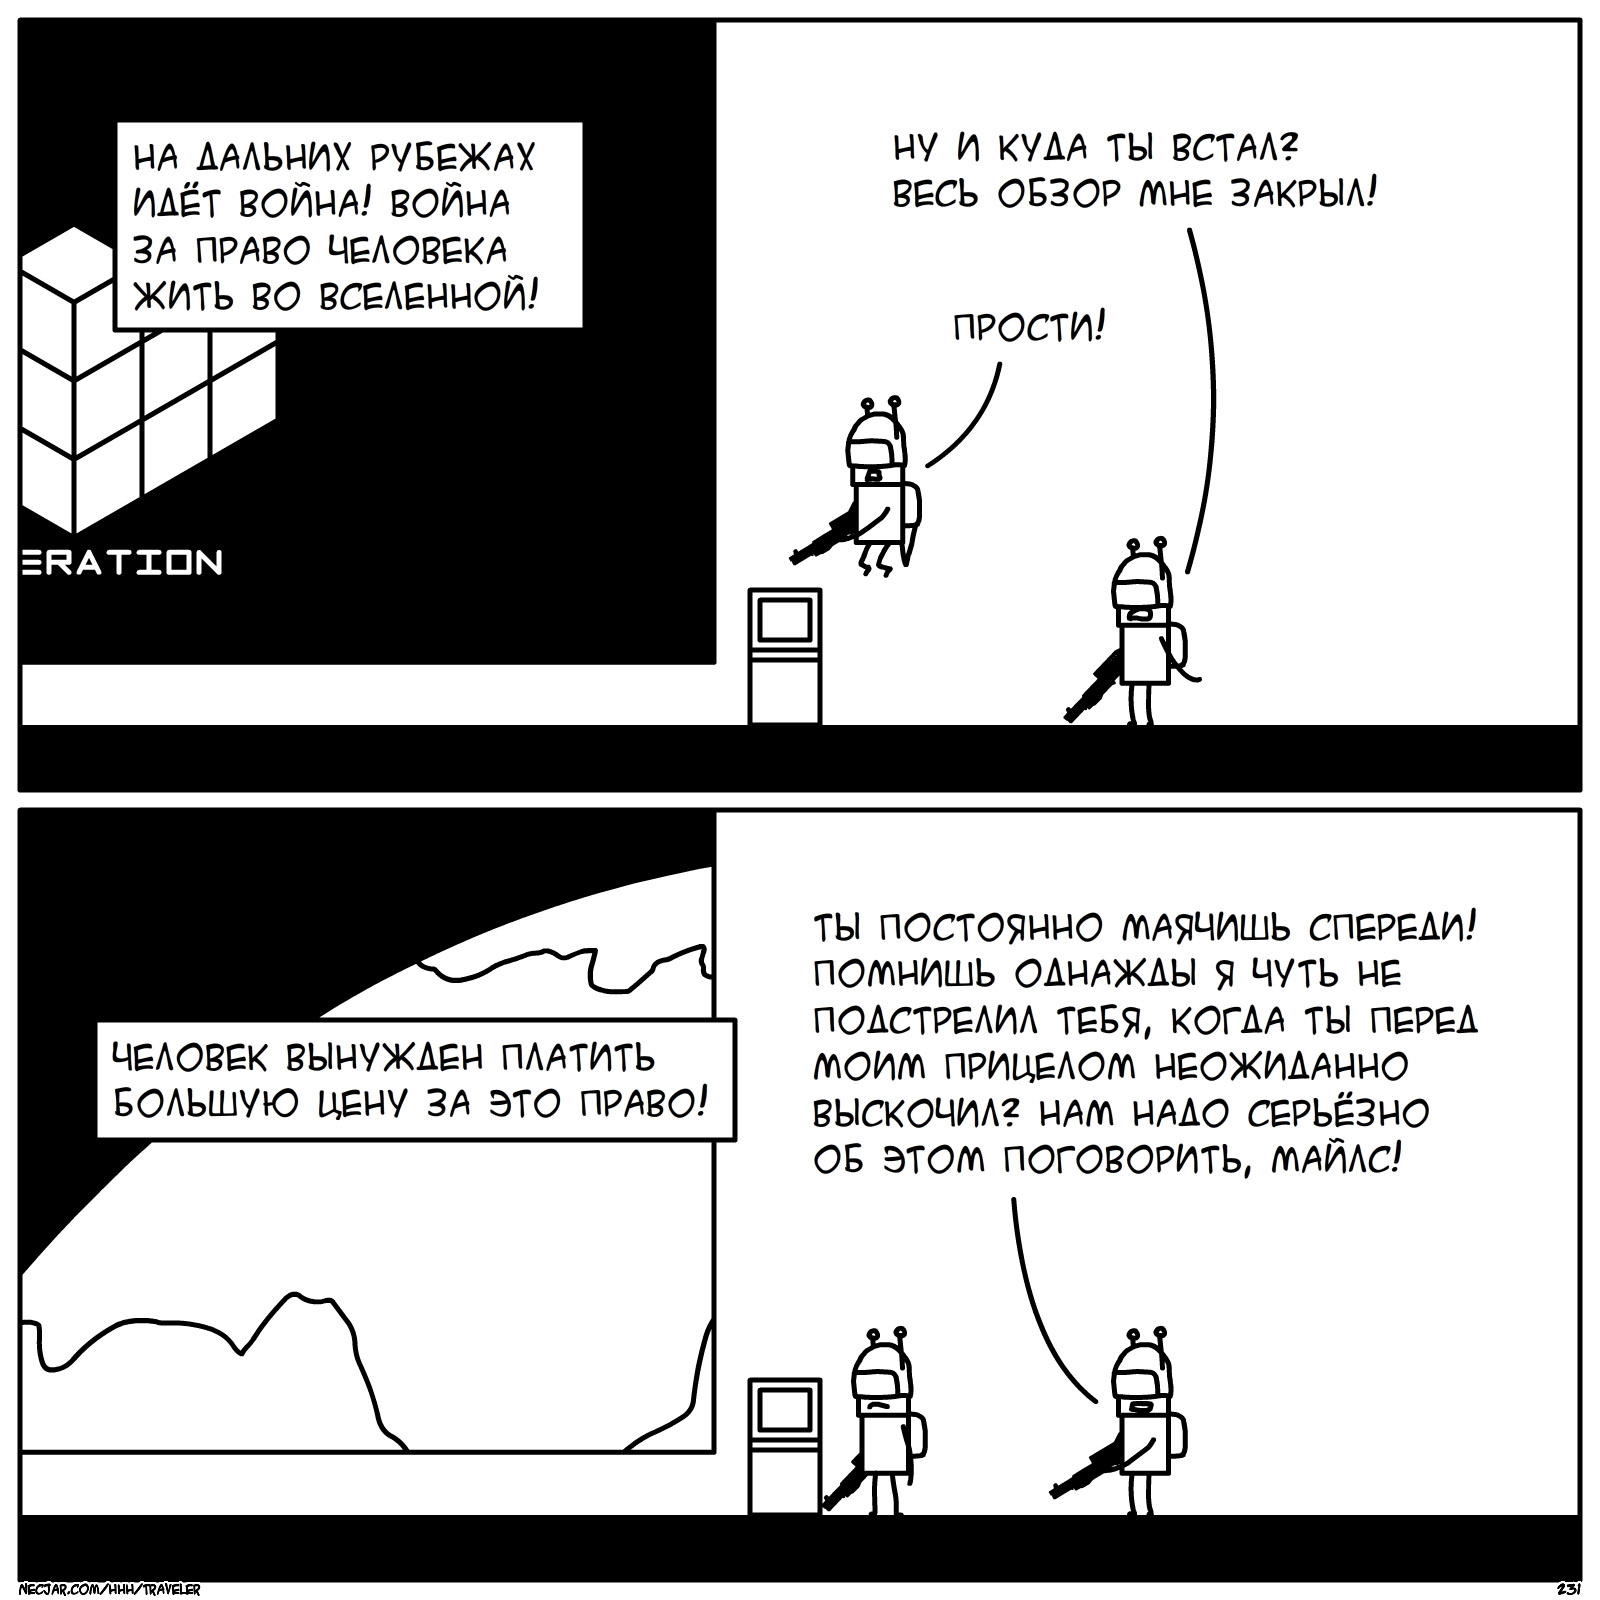 НА ДАЛЬНИХ РУБЕЖАХ
ИДЁТ ВОЙНА! ВОЙНА
ЗА ПРАВО ЧЕЛОВЕКА
ЖИТЬ ВО ВСЕЛЕННОЙ!
ERATION
НУ И КУДА ТЫ ВСТАЛ?
ВЕСЬ ОБЗОР МНЕ ЗАКРЫЛ!
ПРОСТИ!
ЧЕЛОВЕК ВЫНУЖДЕН ПЛАТИТЬ
БОЛЬШУЮ ЦЕНУ ЗА ЭТО ПРАВО!
ТЫ ПОСТОЯННО МАЯЧИШЬ СПЕРЕДИ!
ПОМНИШЬ ОДНАЖДЫ Я ЧУТЬ НЕ
ПОДСТРЕЛИЛ ТЕБЯ, КОГДА ТЫ ПЕРЕД
МОИМ ПРИЦЕЛОМ НЕОЖИДАННО
ВЫСКОЧИЛ? НАМ НАДО СЕРЬЁЗНО
ОБ ЭТОМ ПОГОВОРИТЬ, МАЙЛС!
NECJAR.COM/HHH/TRAVELER
231